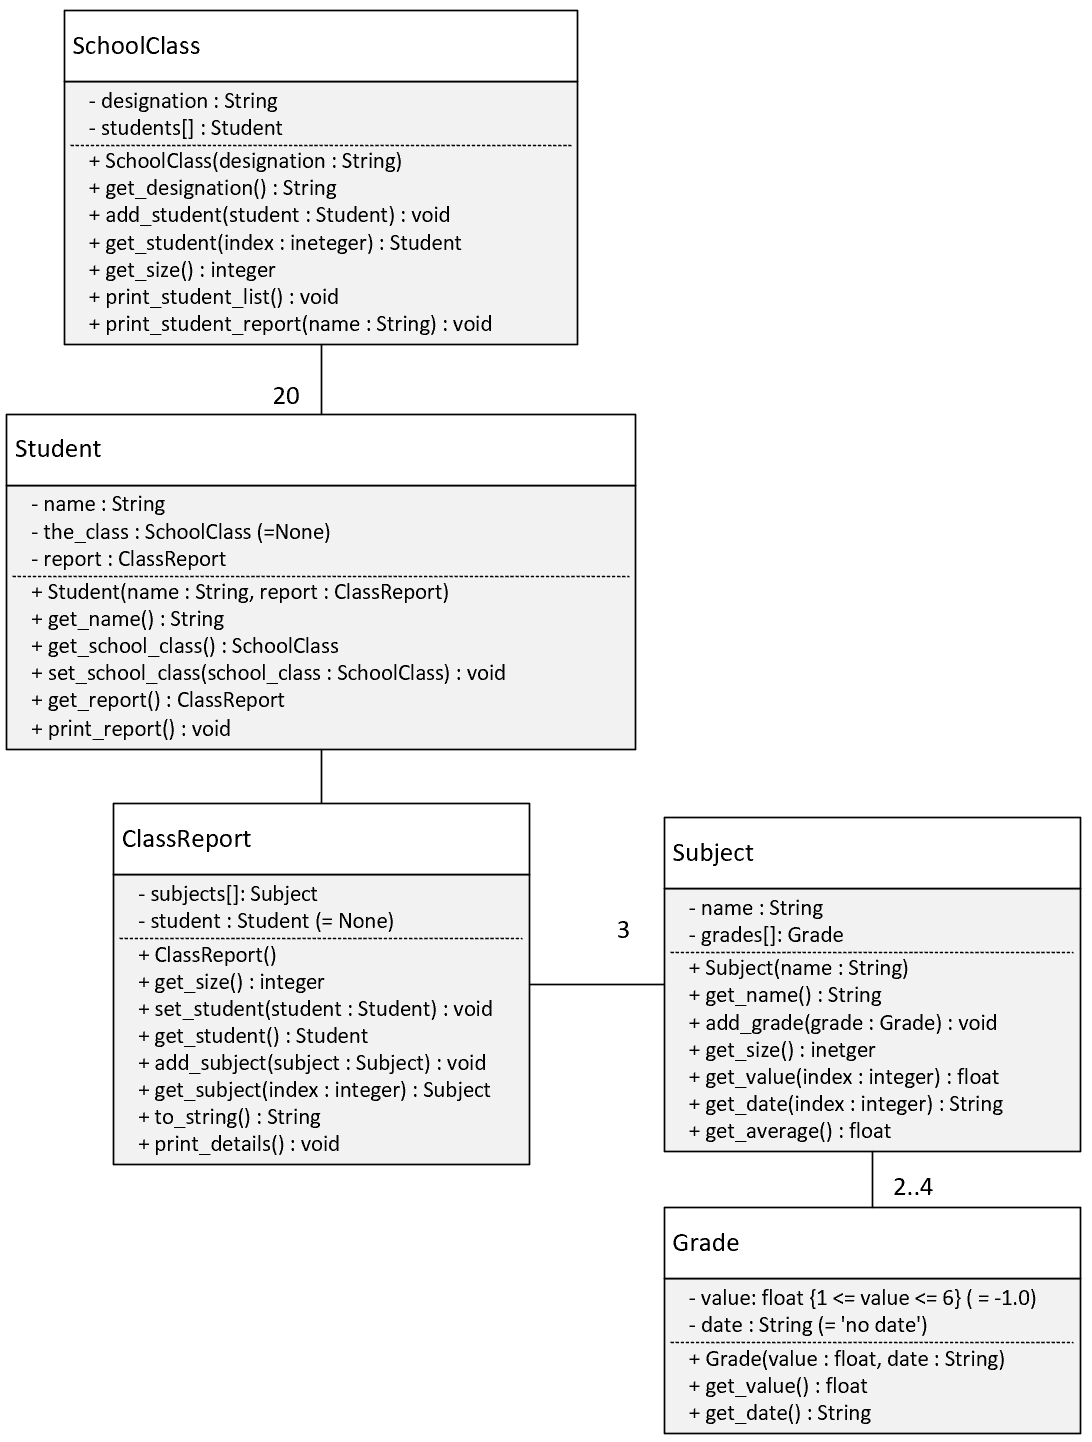 SchoolClass
- designation : String
- students[] : Student
+ SchoolClass(designation : String)
+ get_designation() : String
+ add_student(student : Student) : void
+ get_student(index : ineteger) : Student
+ get_size() : integer
+ print_student_list() : void
+ print_student_report(name : String) : void
20
Student
- name : String
- the_class : SchoolClass (=None)
- report : ClassReport
+ Student(name : String, report : ClassReport)
+ get_name() : String
+ get_school_class() : SchoolClass
+ set_school_class(school_class : SchoolClass) : void
+ get_report() : ClassReport
+ print_report() : void
ClassReport
- subjects[]: Subject
- student : Student (= None)
+ ClassReport()
+ get_size() : integer
+ set_student(student : Student) : void
+ get_student() : Student
+ add_subject(subject : Subject) : void
+ get_subject(index : integer) : Subject
+ to_string() : String
+ print_details() : void
3
Subject
- name : String
- grades[]: Grade
+ Subject(name : String)
+ get_name() : String
+ add_grade(grade : Grade) : void
+ get_size() : inetger
+ get_value(index : integer) : float
+ get_date(index : integer) : String
+ get_average() : float
2..4
Grade
- value: float {1 <= value <= 6} ( = -1.0)
- date : String (= 'no date')
+ Grade(value : float, date : String)
+ get_value() : float
+ get_date() : String